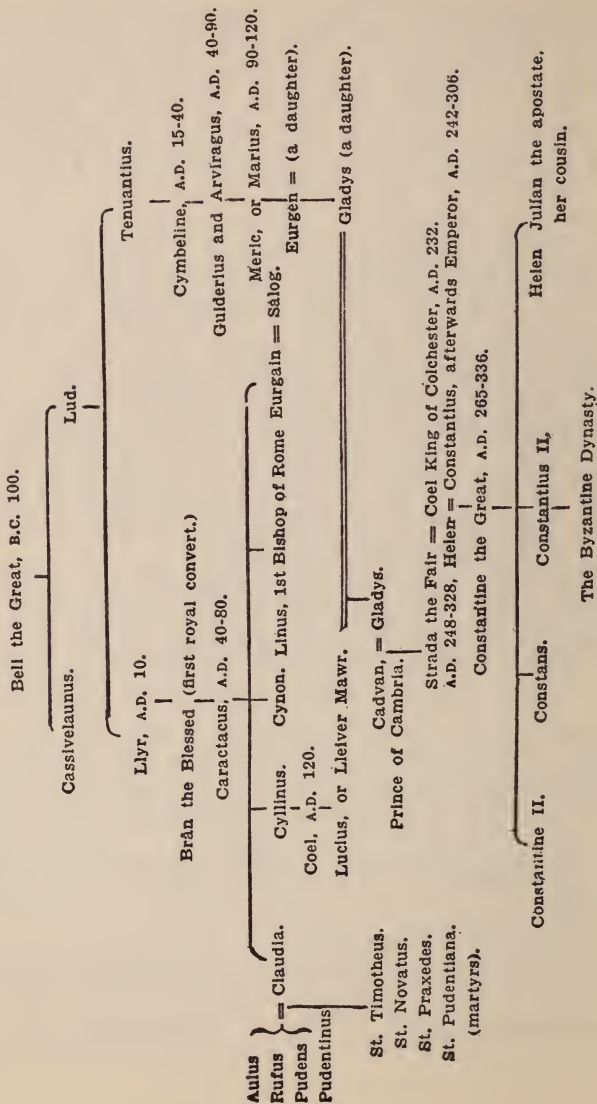 Bell the Great, B.C. 100.
Cassivelaunus. Lud.
Llyr, A.D. 10. Tenuantius.
Brân the Blessed (first royal convert.) Cymbeline, A.D. 15-40.
Caractacus, A.D. 40-80. Guiderius and Arviragus, A.D. 40-90.
Meric, or Marius, A.D. 90-120.
Aulus
Rufus
Pudens
Pudentinus
= Claudia. Cyllinus. Cynon. Linus, 1st Bishop of Rome Eurgain = Sâlog. Eurgen = (a daughter).
Coel, A.D. 120.
St. Timotheus.
St. Novatus.
St. Praxedes.
St. Pudentiana.
(martyrs).
Lucius, or Lleiver Mawr. Gladys (a daughter).
Cadvan, = Gladys.
Prince of Cambria.
Strada the Fair = Coel King of Colchester, A.D. 232.
A.D. 248-328, Helen = Constantius, afterwards Emperor, A.D. 242-306.
Constantine the Great, A.D. 265-336.
Constantine II. Constans. Constantius II, Helen Julian the apostate,
her cousin.
The Byzantine Dynasty.